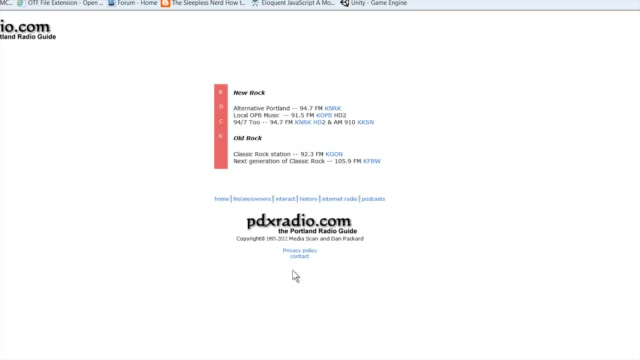 MC...
OTF File Extension - Open ...
Forum - Home
The Sleepless Nerd How t...
Eloquent JavaScript A Mo...
Unity - Game Engine
io.com
tland Radio Guide
R
O
C
K
New Rock
Alternative Portland -- 94.7 FM KNRK
Local OPB Music -- 91.5 FM KOPB HD2
94/7 Too -- 94.7 FM KNRK HD2 & AM 910 KKSN
Old Rock
Classic Rock station -- 92.3 FM KGON
Next generation of Classic Rock -- 105.9 FM KFBW
home | fm/am/owners | interact | history | internet radio | podcasts
pdxradio.com
the Portland Radio Guide
Copyright© 1995-2012 Media Scan and Dan Packard
Privacy policy
contact